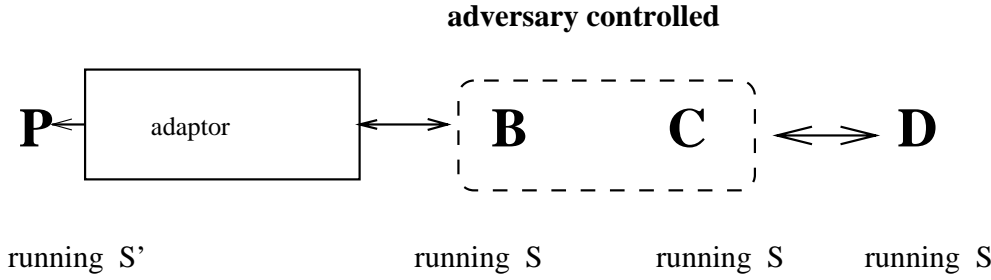 adversary controlled
P adaptor B C D
running S' running S running S running S